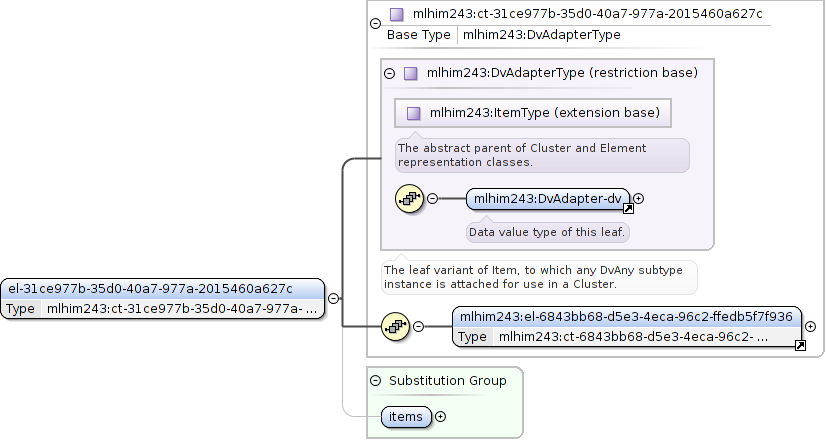 mlhim243:ct-31ce977b-35d0-40a7-977a-2015460a627c
Base Type mlhim243:DvAdapterType
mlhim243:DvAdapterType (restriction base)
mlhim243:ItemType (extension base)
The abstract parent of Cluster and Element
representation classes.
mlhim243:DvAdapter-dv
Data value type of this leaf.
The leaf variant of Item, to which any DvAny subtype
instance is attached for use in a Cluster.
el-31ce977b-35d0-40a7-977a-2015460a627c
Type mlhim243:ct-31ce977b-35d0-40a7-977a- ...
mlhim243:el-6843bb68-d5e3-4eca-96c2-ffedb5f7f936
Type mlhim243:ct-6843bb68-d5e3-4eca-96c2- ...
Substitution Group
items